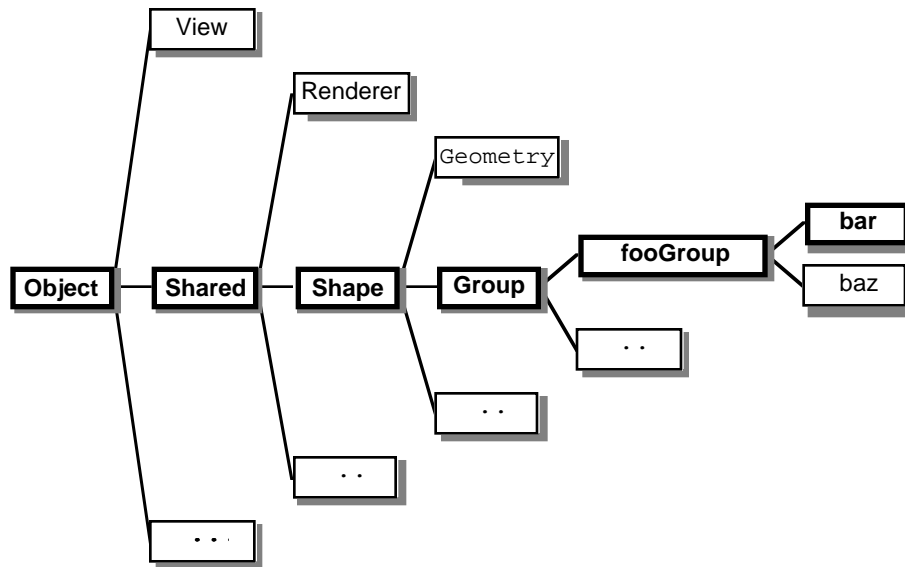 View
Renderer
Geometry
Object
Shared
Shape
Group
fooGroup
bar
baz
. .
. .
. .
. . .